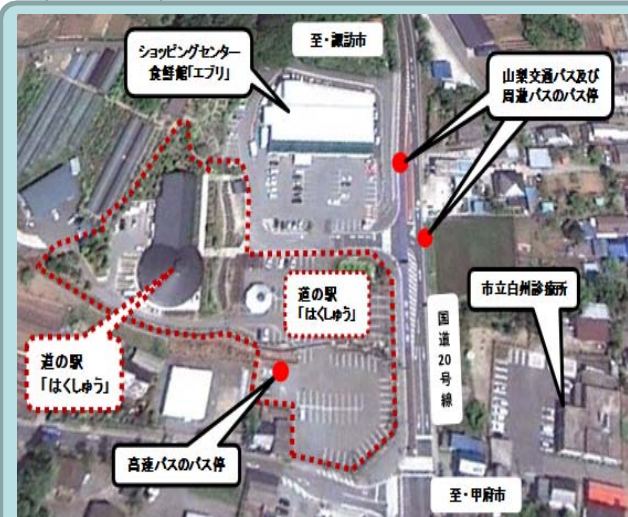 ショッピングセンター
食鮮館「エブリ」
至・諏訪市
山梨交通バス及び
周遊バスのバス停
道の駅
「はくしゅう」
市立白州診療所
国道20号線
道の駅
「はくしゅう」
高速バスのバス停
至・甲府市